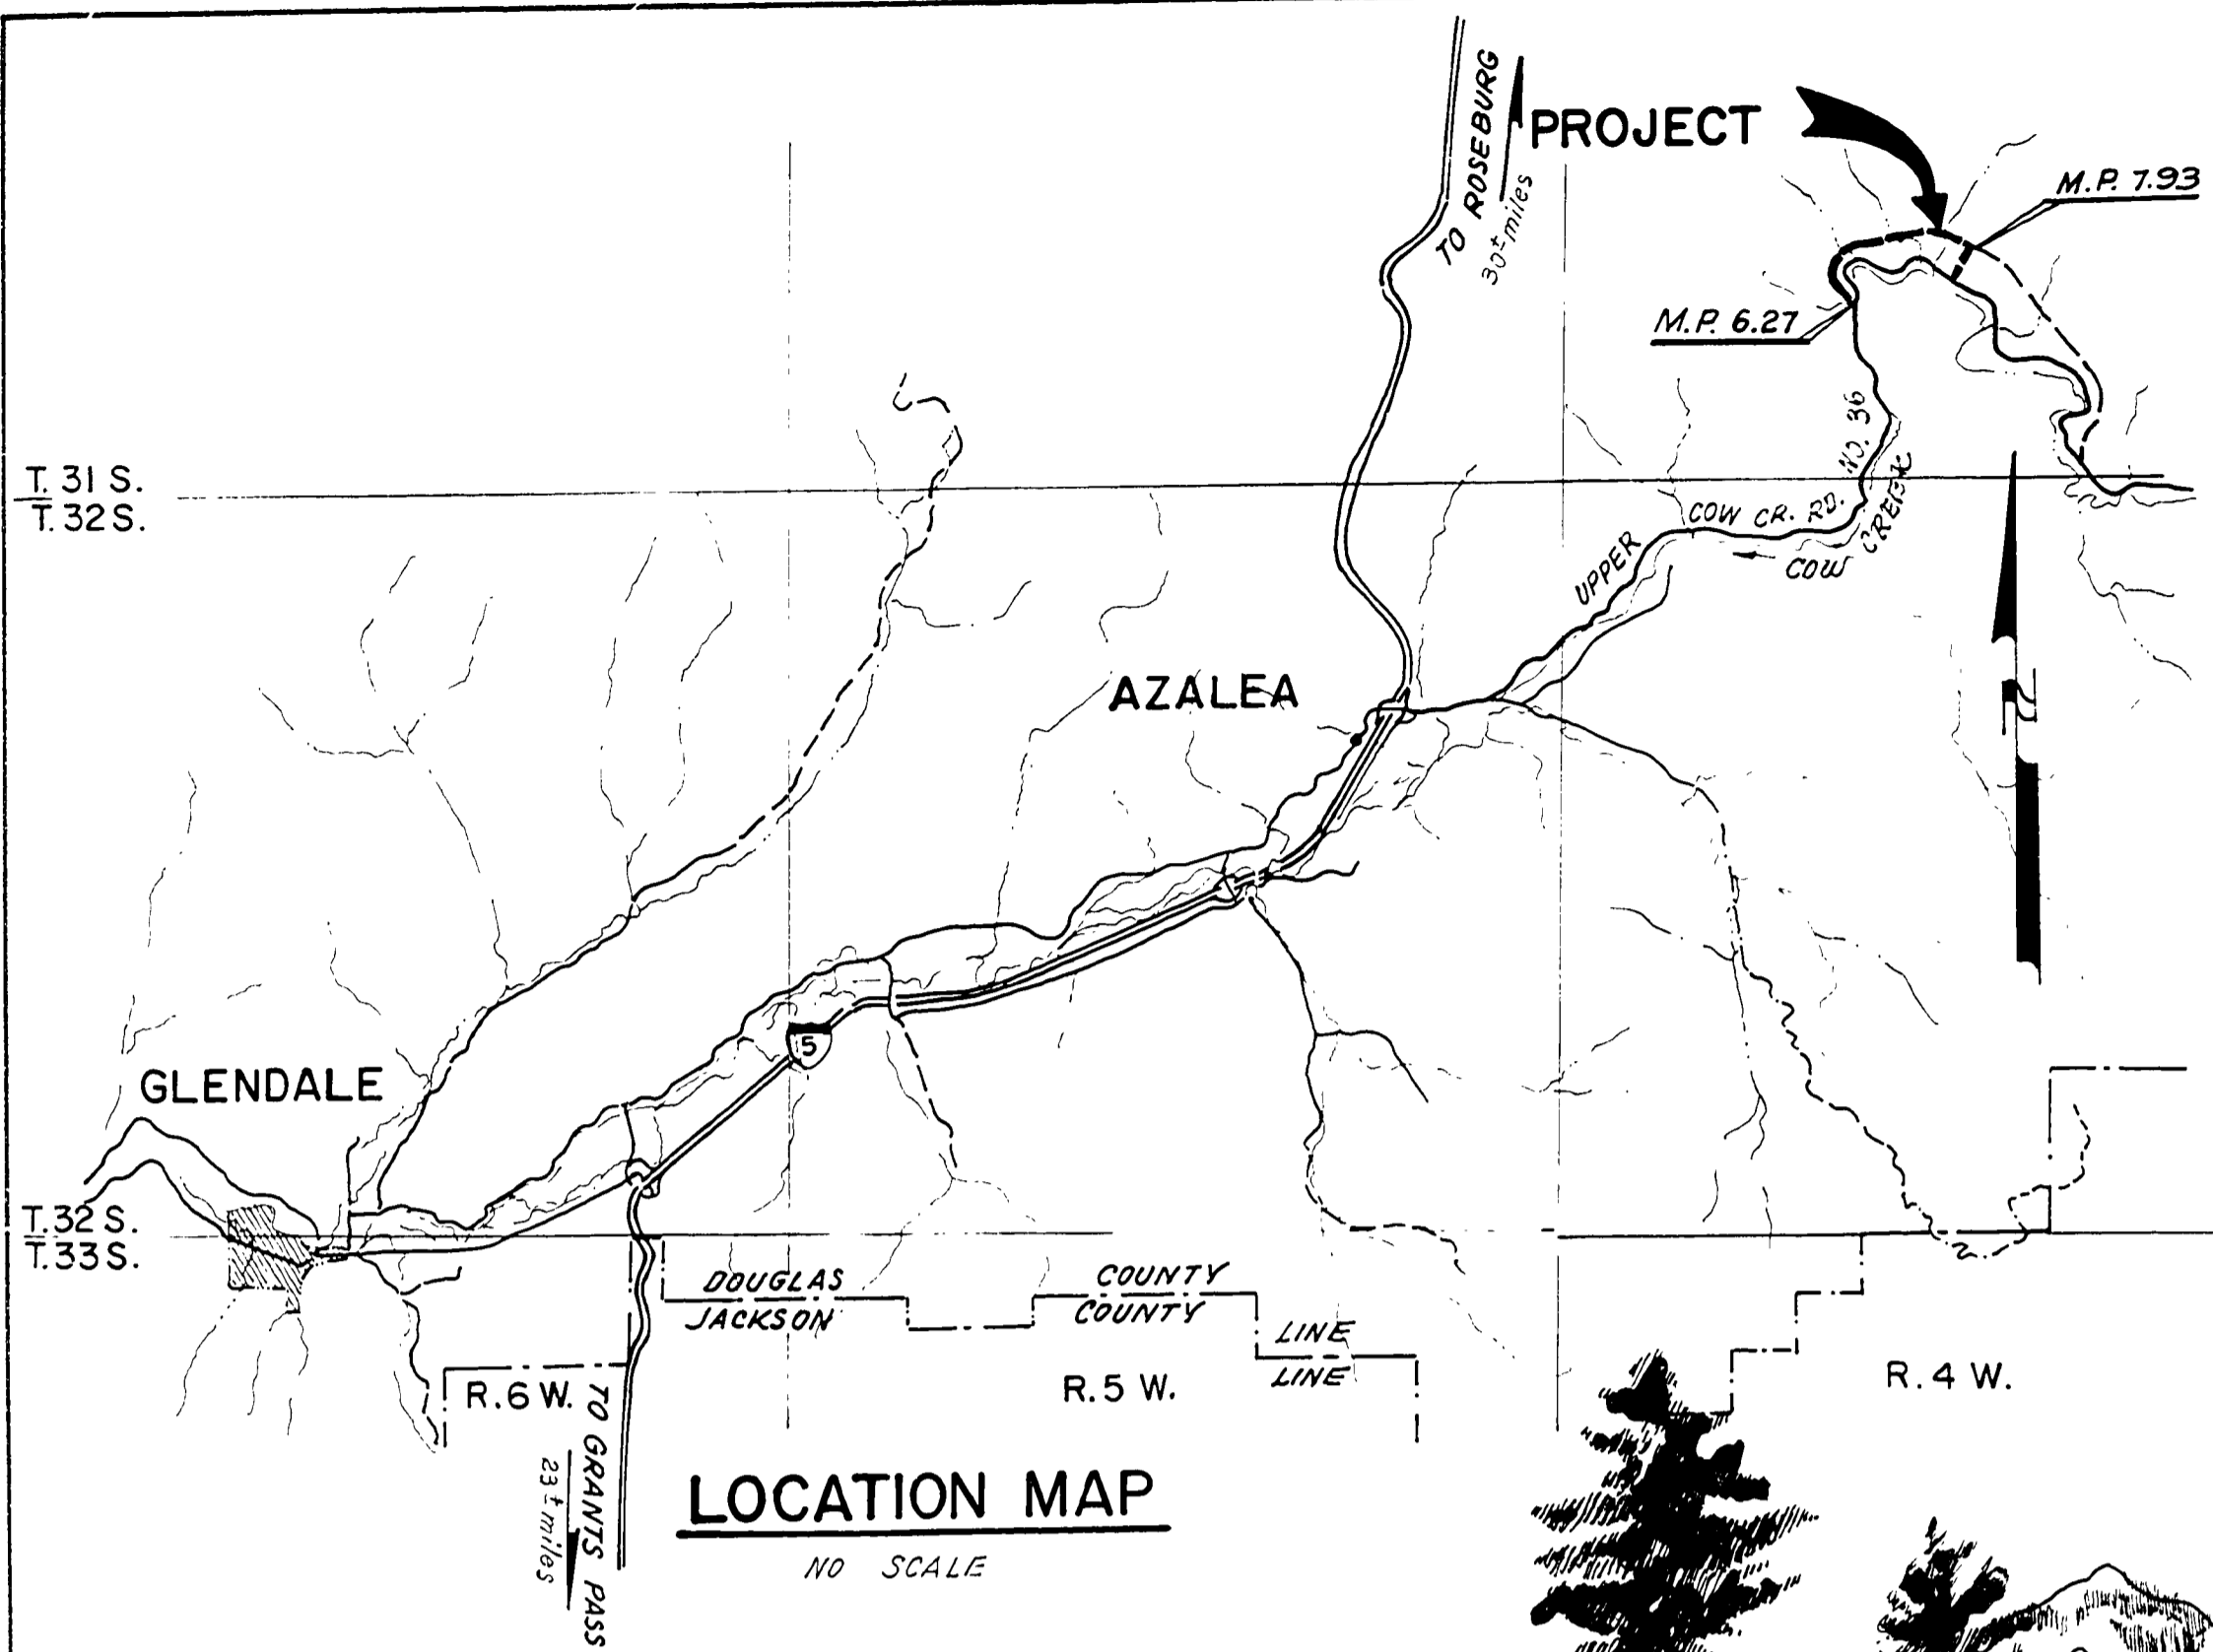 TO ROSEBURG
30± miles
PROJECT
M.P. 7.93
M.P. 6.27
NO. 36
T. 31 S.
T. 32 S.
UPPER
COW CR. RD.
COW
CREEK
AZALEA
N
5
GLENDALE
T. 32 S.
T. 33 S.
DOUGLAS
COUNTY
JACKSON
COUNTY
LINE
LINE
R. 6 W.
R. 5 W.
R. 4 W.
TO GRANTS PASS
23± miles
LOCATION MAP
NO SCALE